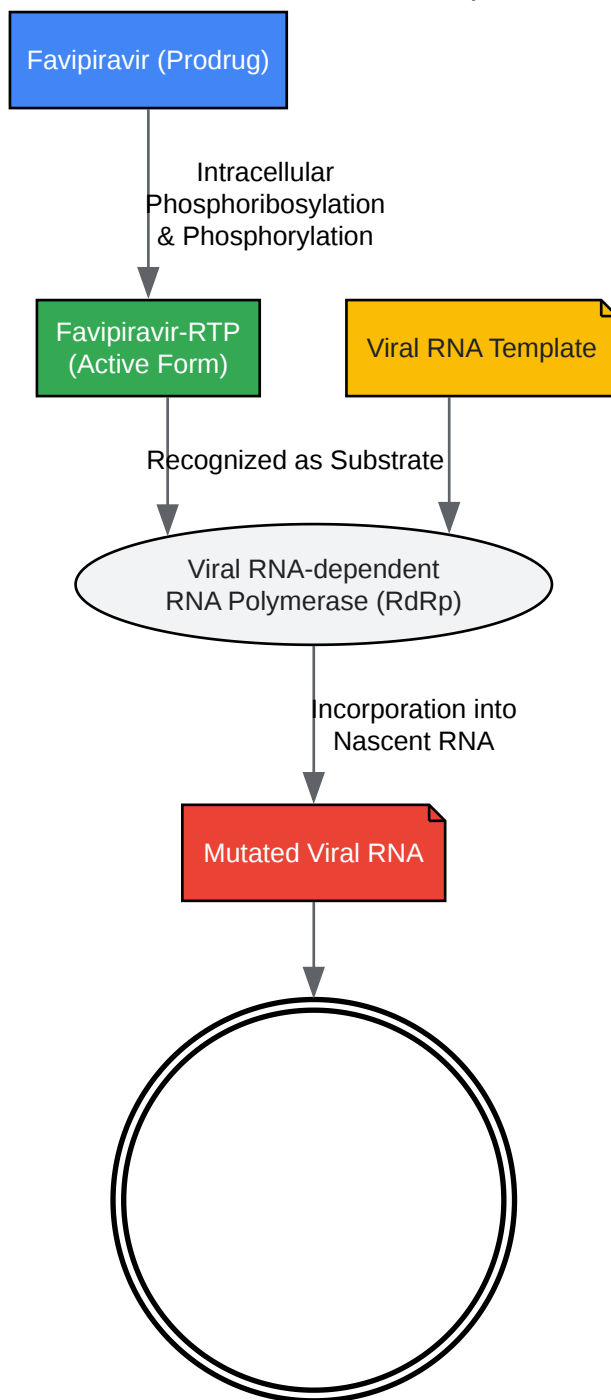 Favipiravir (Prodrug)
Intracellular
Phosphoribosylation
& Phosphorylation
Favipiravir-RTP
(Active Form)
Viral RNA Template
Recognized as Substrate
Viral RNA-dependent
RNA Polymerase (RdRp)
Incorporation into
Nascent RNA
Mutated Viral RNA